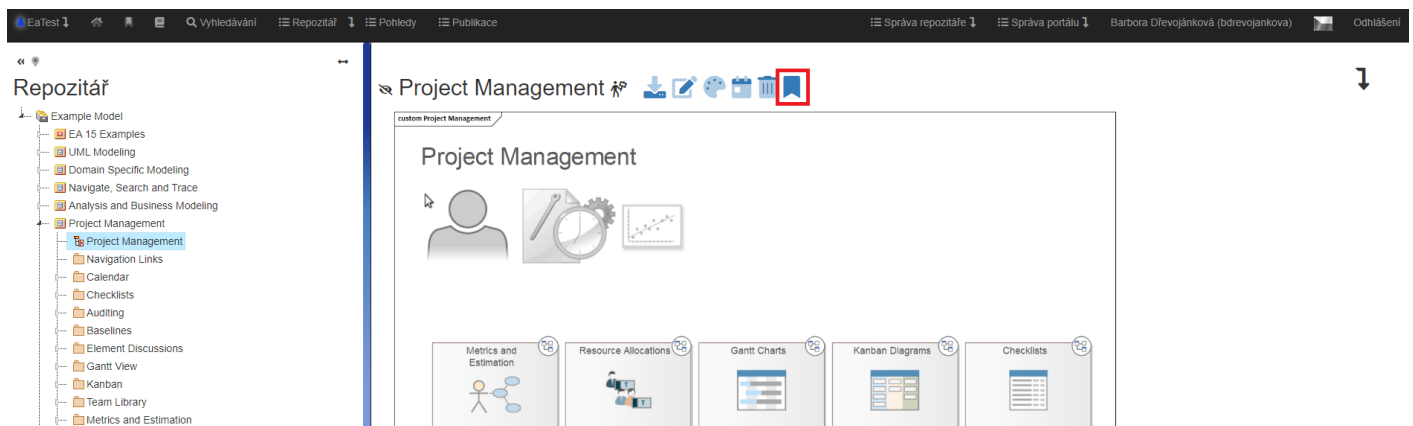 EaTest
Vyhledávání
Repozitář
Pohledy
Publikace
Správa repozitáře
Správa portálu
Barbora Dřevojánková (bdrevojankova)
Odhlášení
Repozitář
Example Model
EA 15 Examples
UML Modeling
Domain Specific Modeling
Navigate, Search and Trace
Analysis and Business Modeling
Project Management
Project Management
Navigation Links
Calendar
Checklists
Auditing
Baselines
Element Discussions
Gantt View
Kanban
Team Library
Metrics and Estimation
Project Management
custom Project Management
Project Management
Metrics and
Estimation
Resource Allocations
Gantt Charts
Kanban Diagrams
Checklists